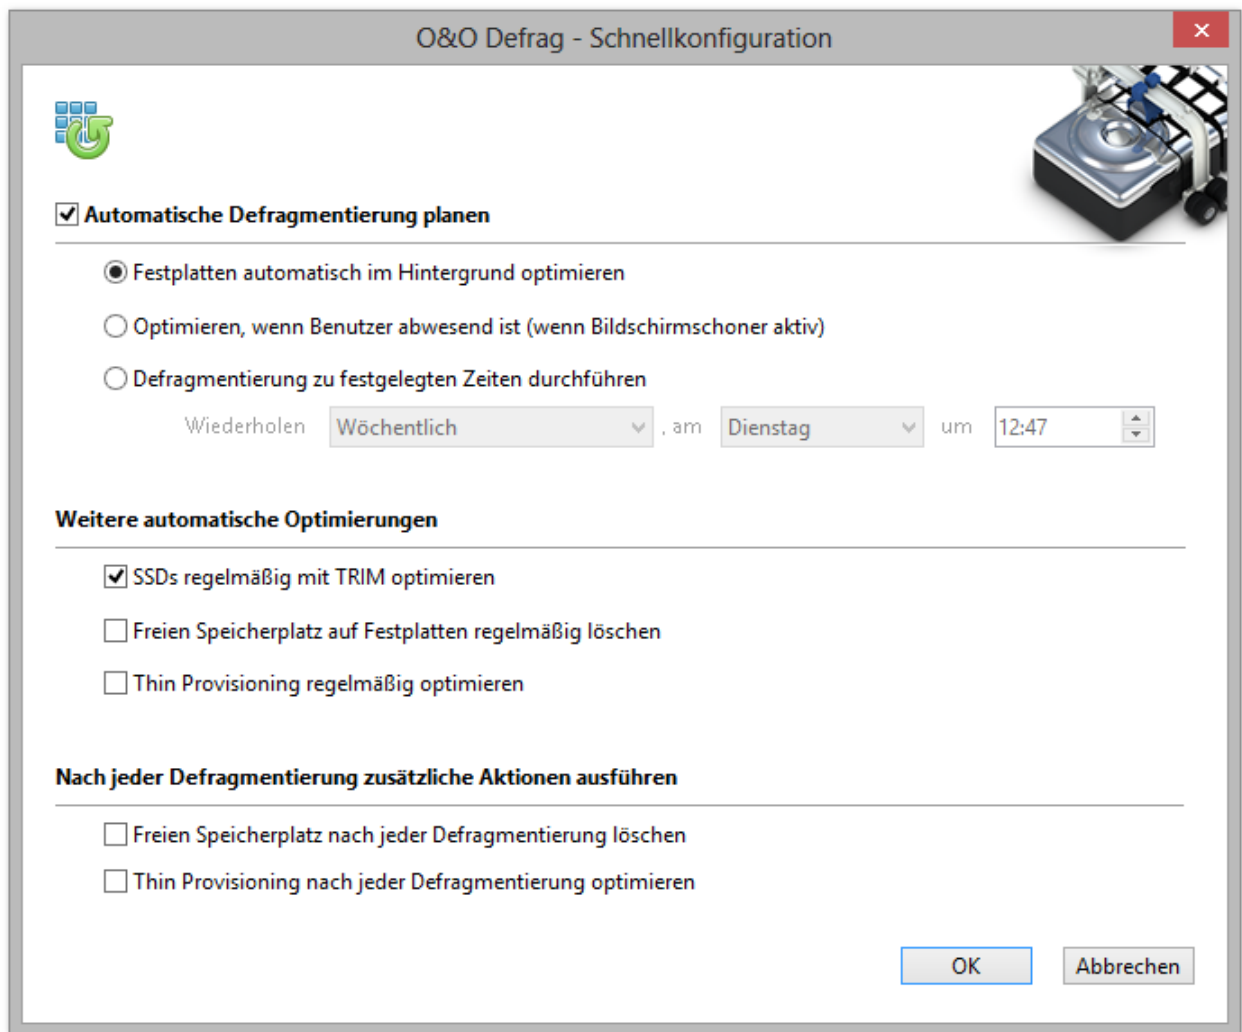 O&O Defrag - Schnellkonfiguration
Automatische Defragmentierung planen
Festplatten automatisch im Hintergrund optimieren
Optimieren, wenn Benutzer abwesend ist (wenn Bildschirmschoner aktiv)
Defragmentierung zu festgelegten Zeiten durchführen
Wiederholen Wöchentlich , am Dienstag um 12:47
Weitere automatische Optimierungen
SSDs regelmäßig mit TRIM optimieren
Freien Speicherplatz auf Festplatten regelmäßig löschen
Thin Provisioning regelmäßig optimieren
Nach jeder Defragmentierung zusätzliche Aktionen ausführen
Freien Speicherplatz nach jeder Defragmentierung löschen
Thin Provisioning nach jeder Defragmentierung optimieren
OK Abbrechen